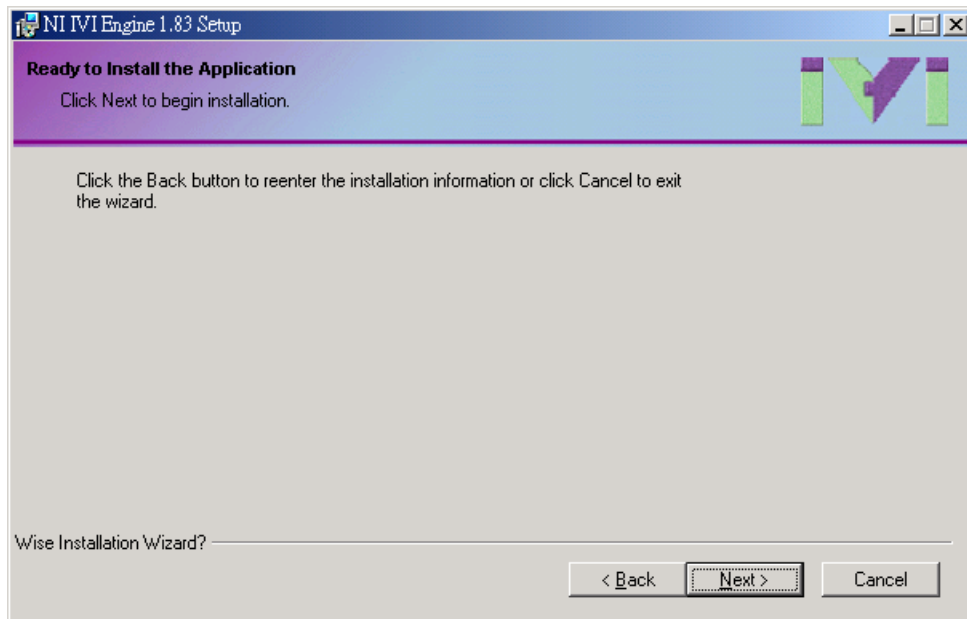 NI IVI Engine 1.83 Setup
Ready to Install the Application
Click Next to begin installation.
IVI
Click the Back button to reenter the installation information or click Cancel to exit
the wizard.
Wise Installation Wizard?
< Back
Next >
Cancel